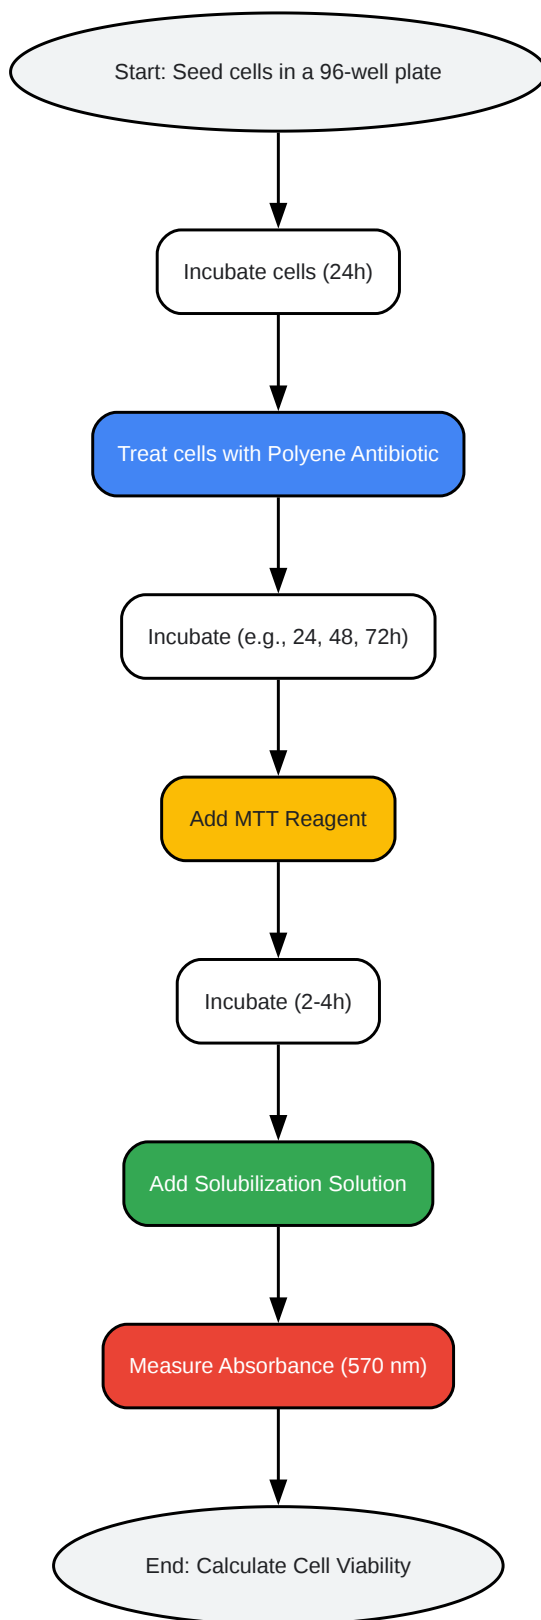 Start: Seed cells in a 96-well plate
Incubate cells (24h)
Treat cells with Polyene Antibiotic
Incubate (e.g., 24, 48, 72h)
Add MTT Reagent
Incubate (2-4h)
Add Solubilization Solution
Measure Absorbance (570 nm)
End: Calculate Cell Viability